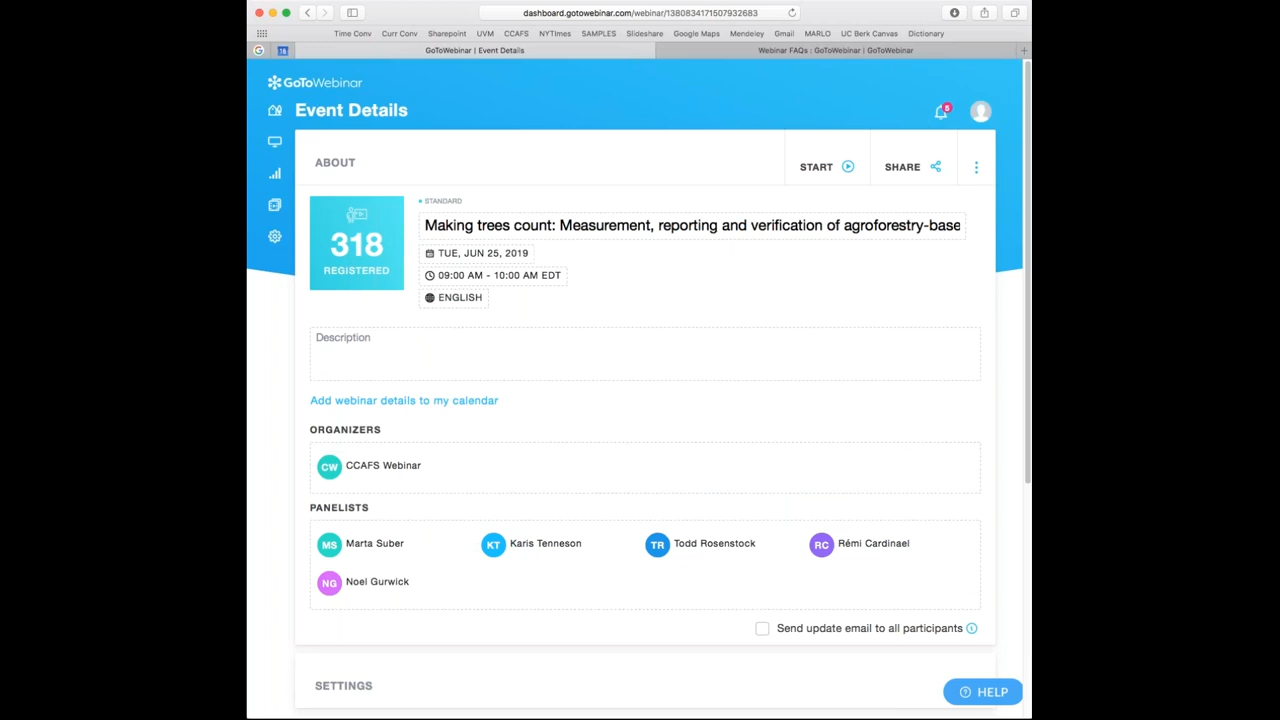 dashboard.gotowebinar.com/webinar/1380834171507932683
Time Conv Curr Conv Sharepoint UVM CCAFS NYTimes SAMPLES Slideshare Google Maps Mendeley Gmail MARLO UC Berk Canvas Dictionary
G 18 GoToWebinar | Event Details Webinar FAQs : GoToWebinar | GoToWebinar
GoToWebinar
Event Details 5
ABOUT START SHARE
STANDARD
318
REGISTERED
Making trees count: Measurement, reporting and verification of agroforestry-base
TUE, JUN 25, 2019
09:00 AM - 10:00 AM EDT
ENGLISH
Description
Add webinar details to my calendar
ORGANIZERS
CW CCAFS Webinar
PANELISTS
MS Marta Suber KT Karis Tenneson TR Todd Rosenstock RC Rémi Cardinael
NG Noel Gurwick
Send update email to all participants
SETTINGS
HELP